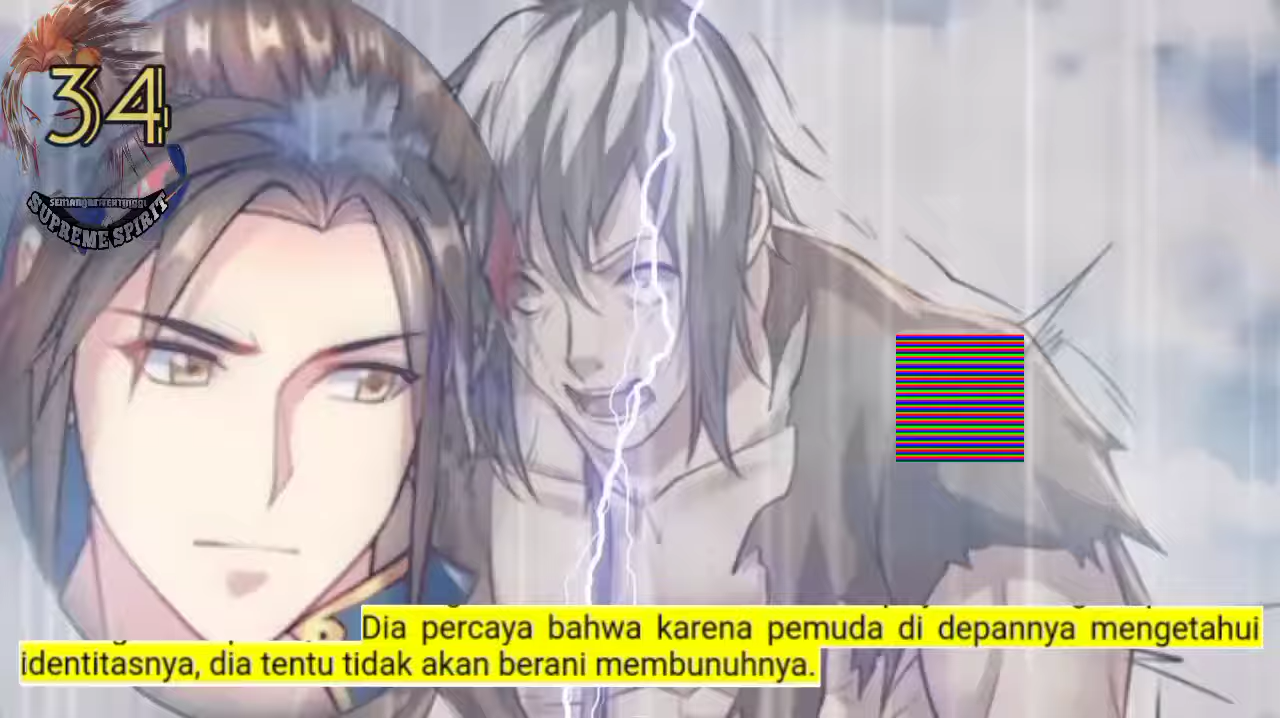 34
SUPREME SPIRIT
Dia percaya bahwa karena pemuda di depannya mengetahui
identitasnya, dia tentu tidak akan berani membunuhnya.